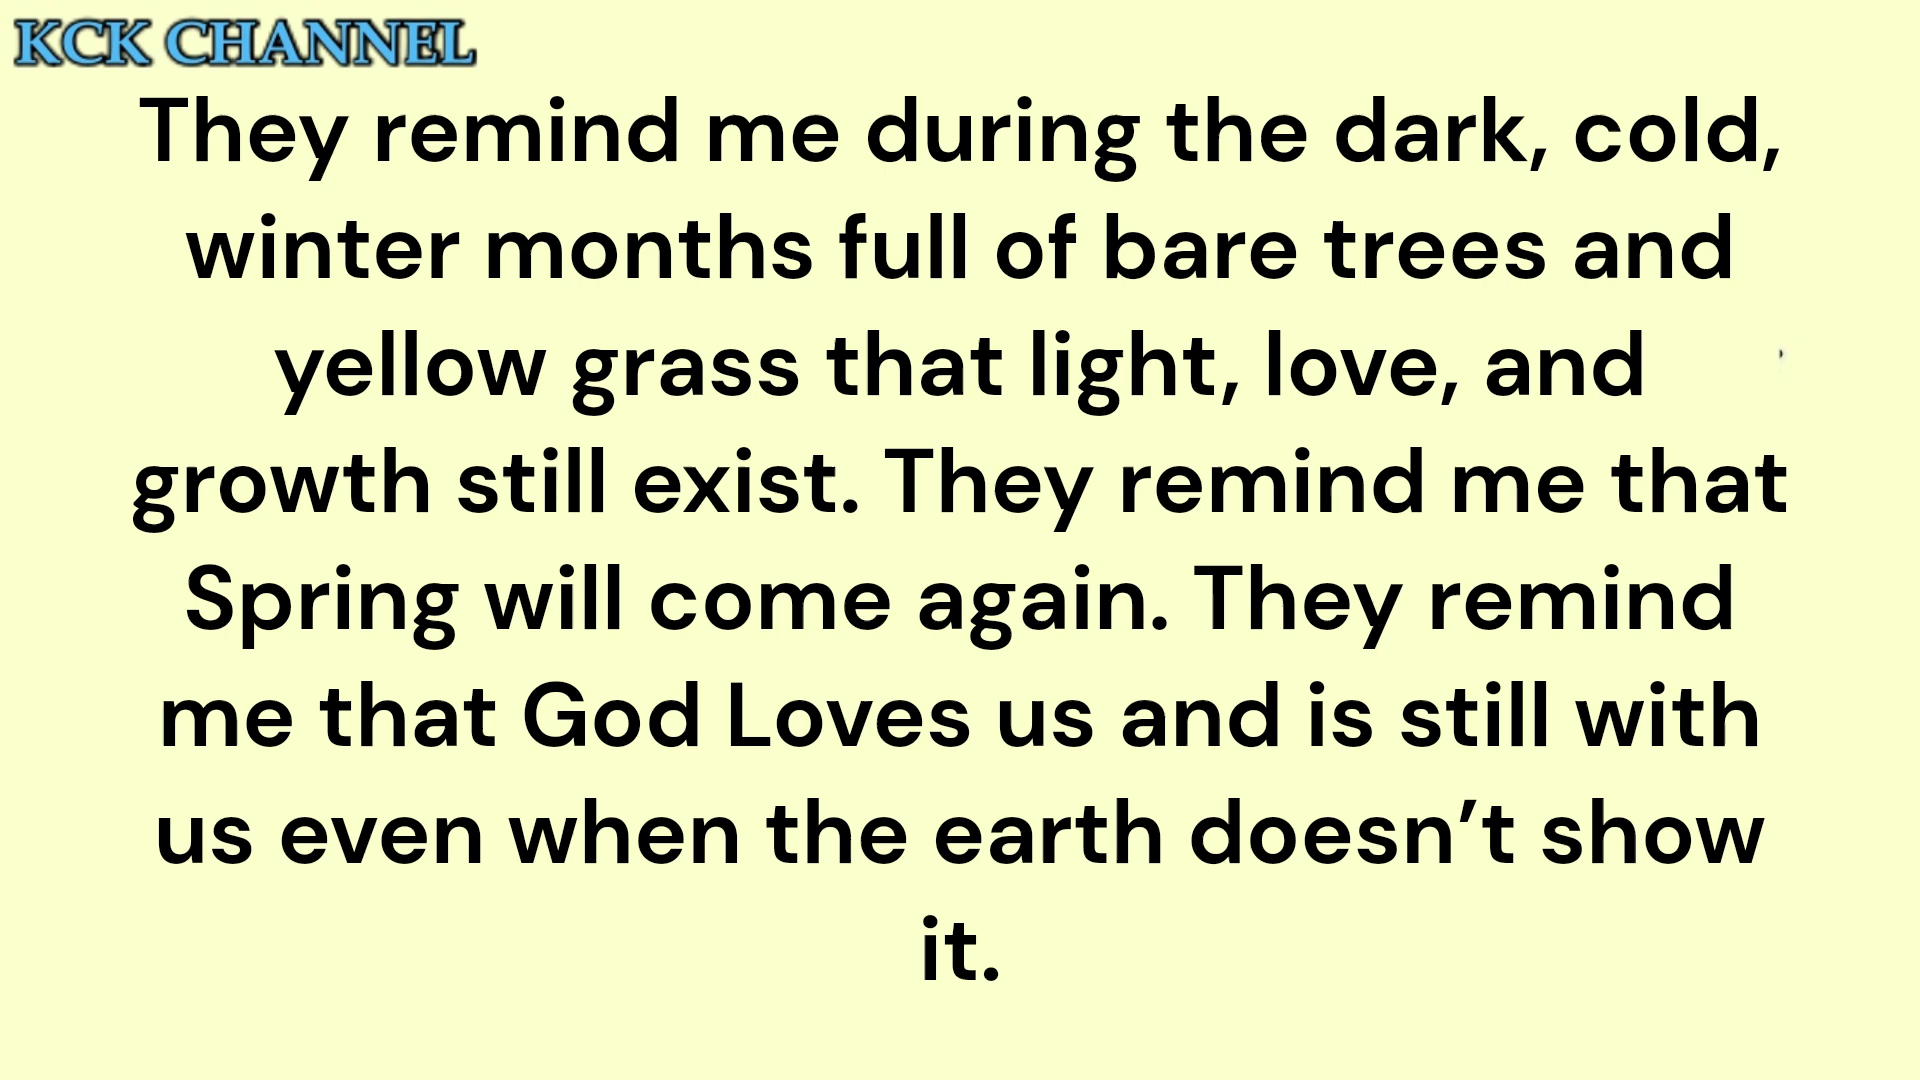 KCK CHANNEL
They remind me during the dark, cold,
winter months full of bare trees and
yellow grass that light, love, and
growth still exist. They remind me that
Spring will come again. They remind
me that God Loves us and is still with
us even when the earth doesn’t show
it.